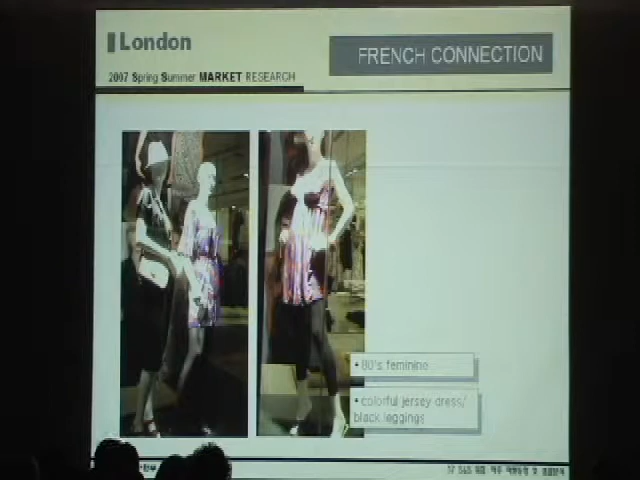 London
FRENCH CONNECTION
2007 Spring Summer MARKET RESEARCH
• 80's feminine
• colorful jersey dress/
black leggings